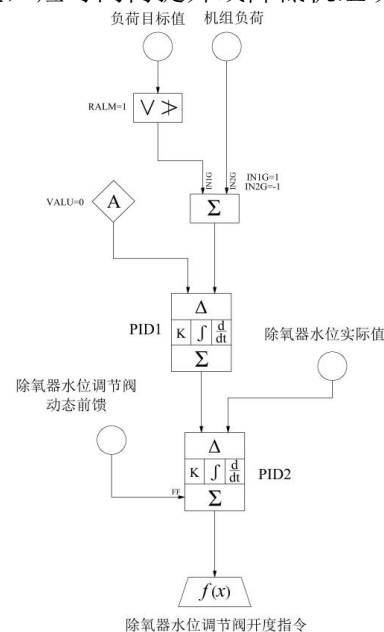 负荷目标值 机组负荷
RALM=1
IN1G
IN2G
IN1G=1
IN2G=-1
Σ
VALU=0
A
Δ
PID1
K ∫ d/dt
Σ
除氧器水位实际值
除氧器水位调节阀
动态前馈
Δ
K ∫ d/dt
PID2
FF
Σ
f(x)
除氧器水位调节阀开度指令